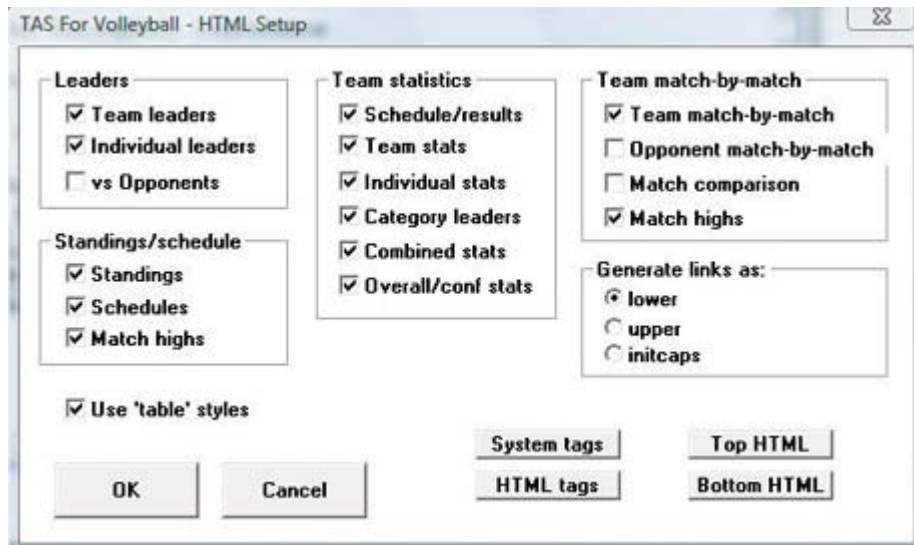 TAS For Volleyball - HTML Setup
Leaders
Team leaders
Individual leaders
vs Opponents
Standings/schedule
Standings
Schedules
Match highs
Use 'table' styles
Team statistics
Schedule/results
Team stats
Individual stats
Category leaders
Combined stats
Overall/conf stats
Team match-by-match
Team match-by-match
Opponent match-by-match
Match comparison
Match highs
Generate links as:
lower
upper
initcaps
System tags
Top HTML
HTML tags
Bottom HTML
OK
Cancel